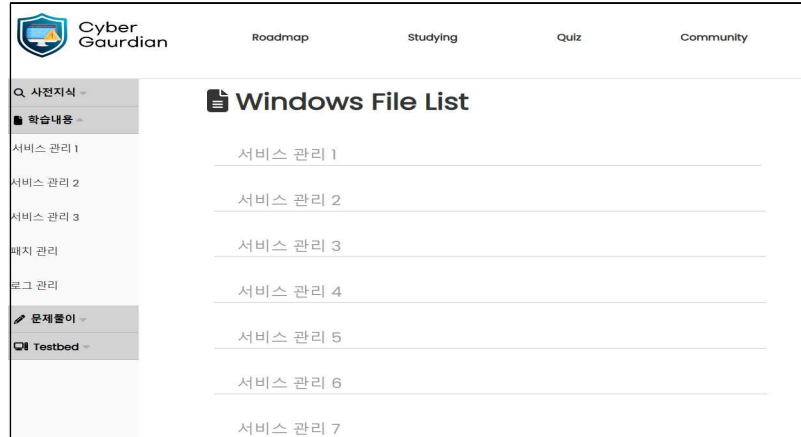 Cyber
Gaurdian
Roadmap Studying Quiz Community
사전지식
학습내용
서비스 관리 1
서비스 관리 2
서비스 관리 3
패치 관리
로그 관리
문제풀이
Testbed
Windows File List
서비스 관리 1
서비스 관리 2
서비스 관리 3
서비스 관리 4
서비스 관리 5
서비스 관리 6
서비스 관리 7